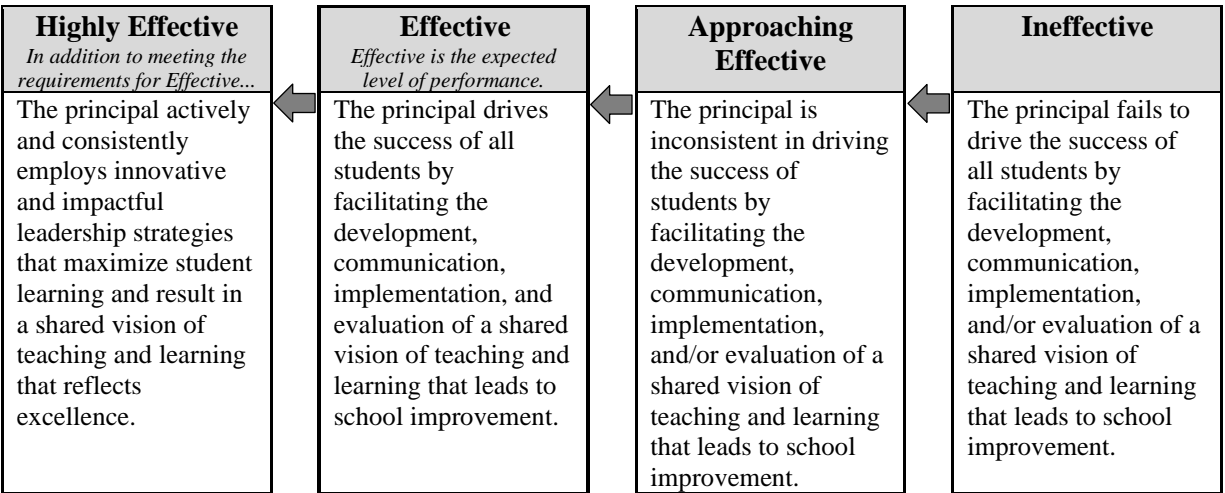 Highly Effective
In addition to meeting the
requirements for Effective...
The principal actively
and consistently
employs innovative
and impactful
leadership strategies
that maximize student
learning and result in
a shared vision of
teaching and learning
that reflects
excellence.
Effective
Effective is the expected
level of performance.
The principal drives
the success of all
students by
facilitating the
development,
communication,
implementation, and
evaluation of a shared
vision of teaching and
learning that leads to
school improvement.
Approaching
Effective
The principal is
inconsistent in driving
the success of
students by
facilitating the
development,
communication,
implementation,
and/or evaluation of a
shared vision of
teaching and learning
that leads to school
improvement.
Ineffective
The principal fails to
drive the success of
all students by
facilitating the
development,
communication,
implementation,
and/or evaluation of a
shared vision of
teaching and learning
that leads to school
improvement.